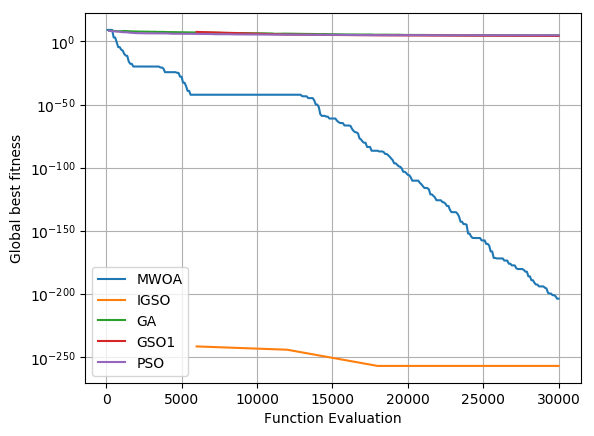 10^0
10^-50
10^-100
10^-150
10^-200
10^-250
Global best fitness
MWOA
IGSO
GA
GSO1
PSO
0 5000 10000 15000 20000 25000 30000
Function Evaluation